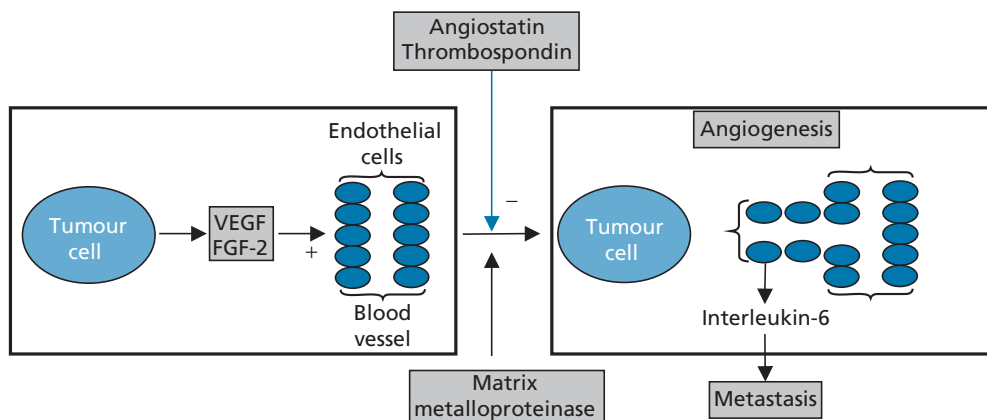 Angiostatin
Thrombospondin
Endothelial
cells
Tumour
cell
VEGF
FGF-2
+
Blood
vessel
–
Matrix
metalloproteinase
Angiogenesis
Tumour
cell
Interleukin-6
Metastasis